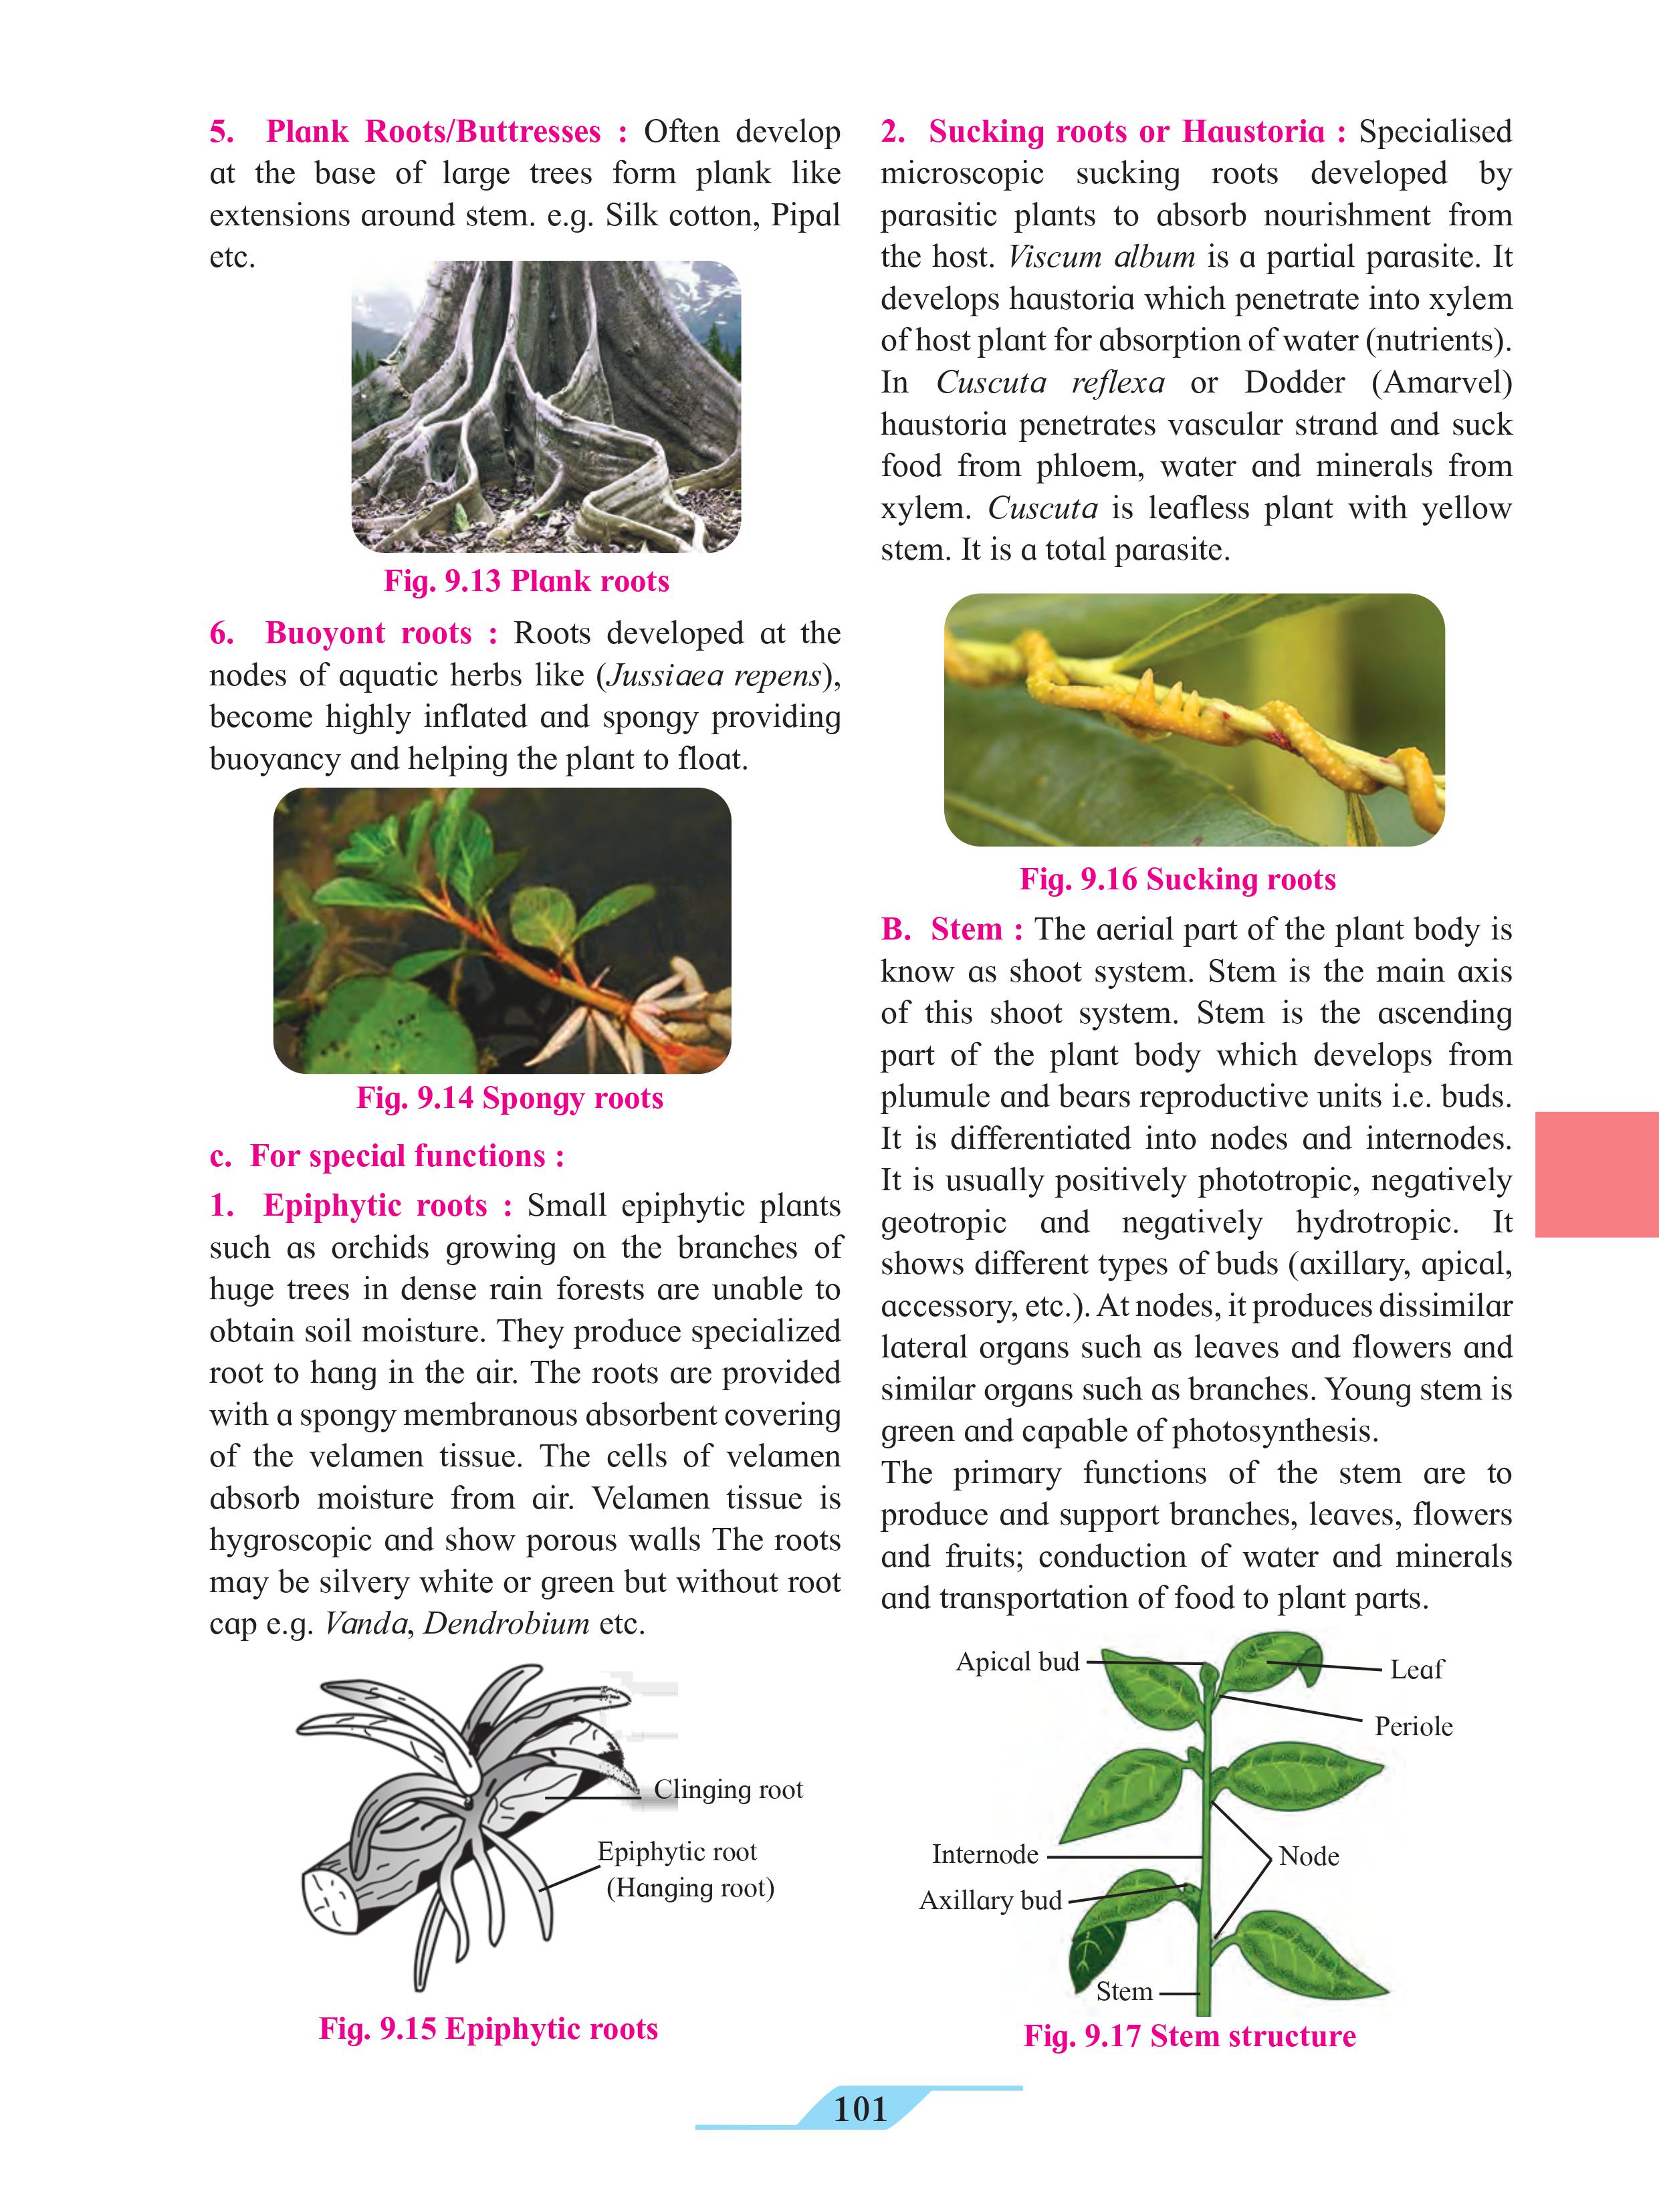 5. Plank Roots/Buttresses : Often develop
at the base of large trees form plank like
extensions around stem. e.g. Silk cotton, Pipal
etc.
Fig. 9.13 Plank roots
6. Buoyont roots : Roots developed at the
nodes of aquatic herbs like (Jussiaea repens),
become highly inflated and spongy providing
buoyancy and helping the plant to float.
Fig. 9.14 Spongy roots
c. For special functions :
1. Epiphytic roots : Small epiphytic plants
such as orchids growing on the branches of
huge trees in dense rain forests are unable to
obtain soil moisture. They produce specialized
root to hang in the air. The roots are provided
with a spongy membranous absorbent covering
of the velamen tissue. The cells of velamen
absorb moisture from air. Velamen tissue is
hygroscopic and show porous walls The roots
may be silvery white or green but without root
cap e.g. Vanda, Dendrobium etc.
Clinging root
Epiphytic root
(Hanging root)
Fig. 9.15 Epiphytic roots
2. Sucking roots or Haustoria : Specialised
microscopic sucking roots developed by
parasitic plants to absorb nourishment from
the host. Viscum album is a partial parasite. It
develops haustoria which penetrate into xylem
of host plant for absorption of water (nutrients).
In Cuscuta reflexa or Dodder (Amarvel)
haustoria penetrates vascular strand and suck
food from phloem, water and minerals from
xylem. Cuscuta is leafless plant with yellow
stem. It is a total parasite.
Fig. 9.16 Sucking roots
B. Stem : The aerial part of the plant body is
know as shoot system. Stem is the main axis
of this shoot system. Stem is the ascending
part of the plant body which develops from
plumule and bears reproductive units i.e. buds.
It is differentiated into nodes and internodes.
It is usually positively phototropic, negatively
geotropic and negatively hydrotropic. It
shows different types of buds (axillary, apical,
accessory, etc.). At nodes, it produces dissimilar
lateral organs such as leaves and flowers and
similar organs such as branches. Young stem is
green and capable of photosynthesis.
The primary functions of the stem are to
produce and support branches, leaves, flowers
and fruits; conduction of water and minerals
and transportation of food to plant parts.
Apical bud
Leaf
Periole
Internode
Node
Axillary bud
Stem
Fig. 9.17 Stem structure
101